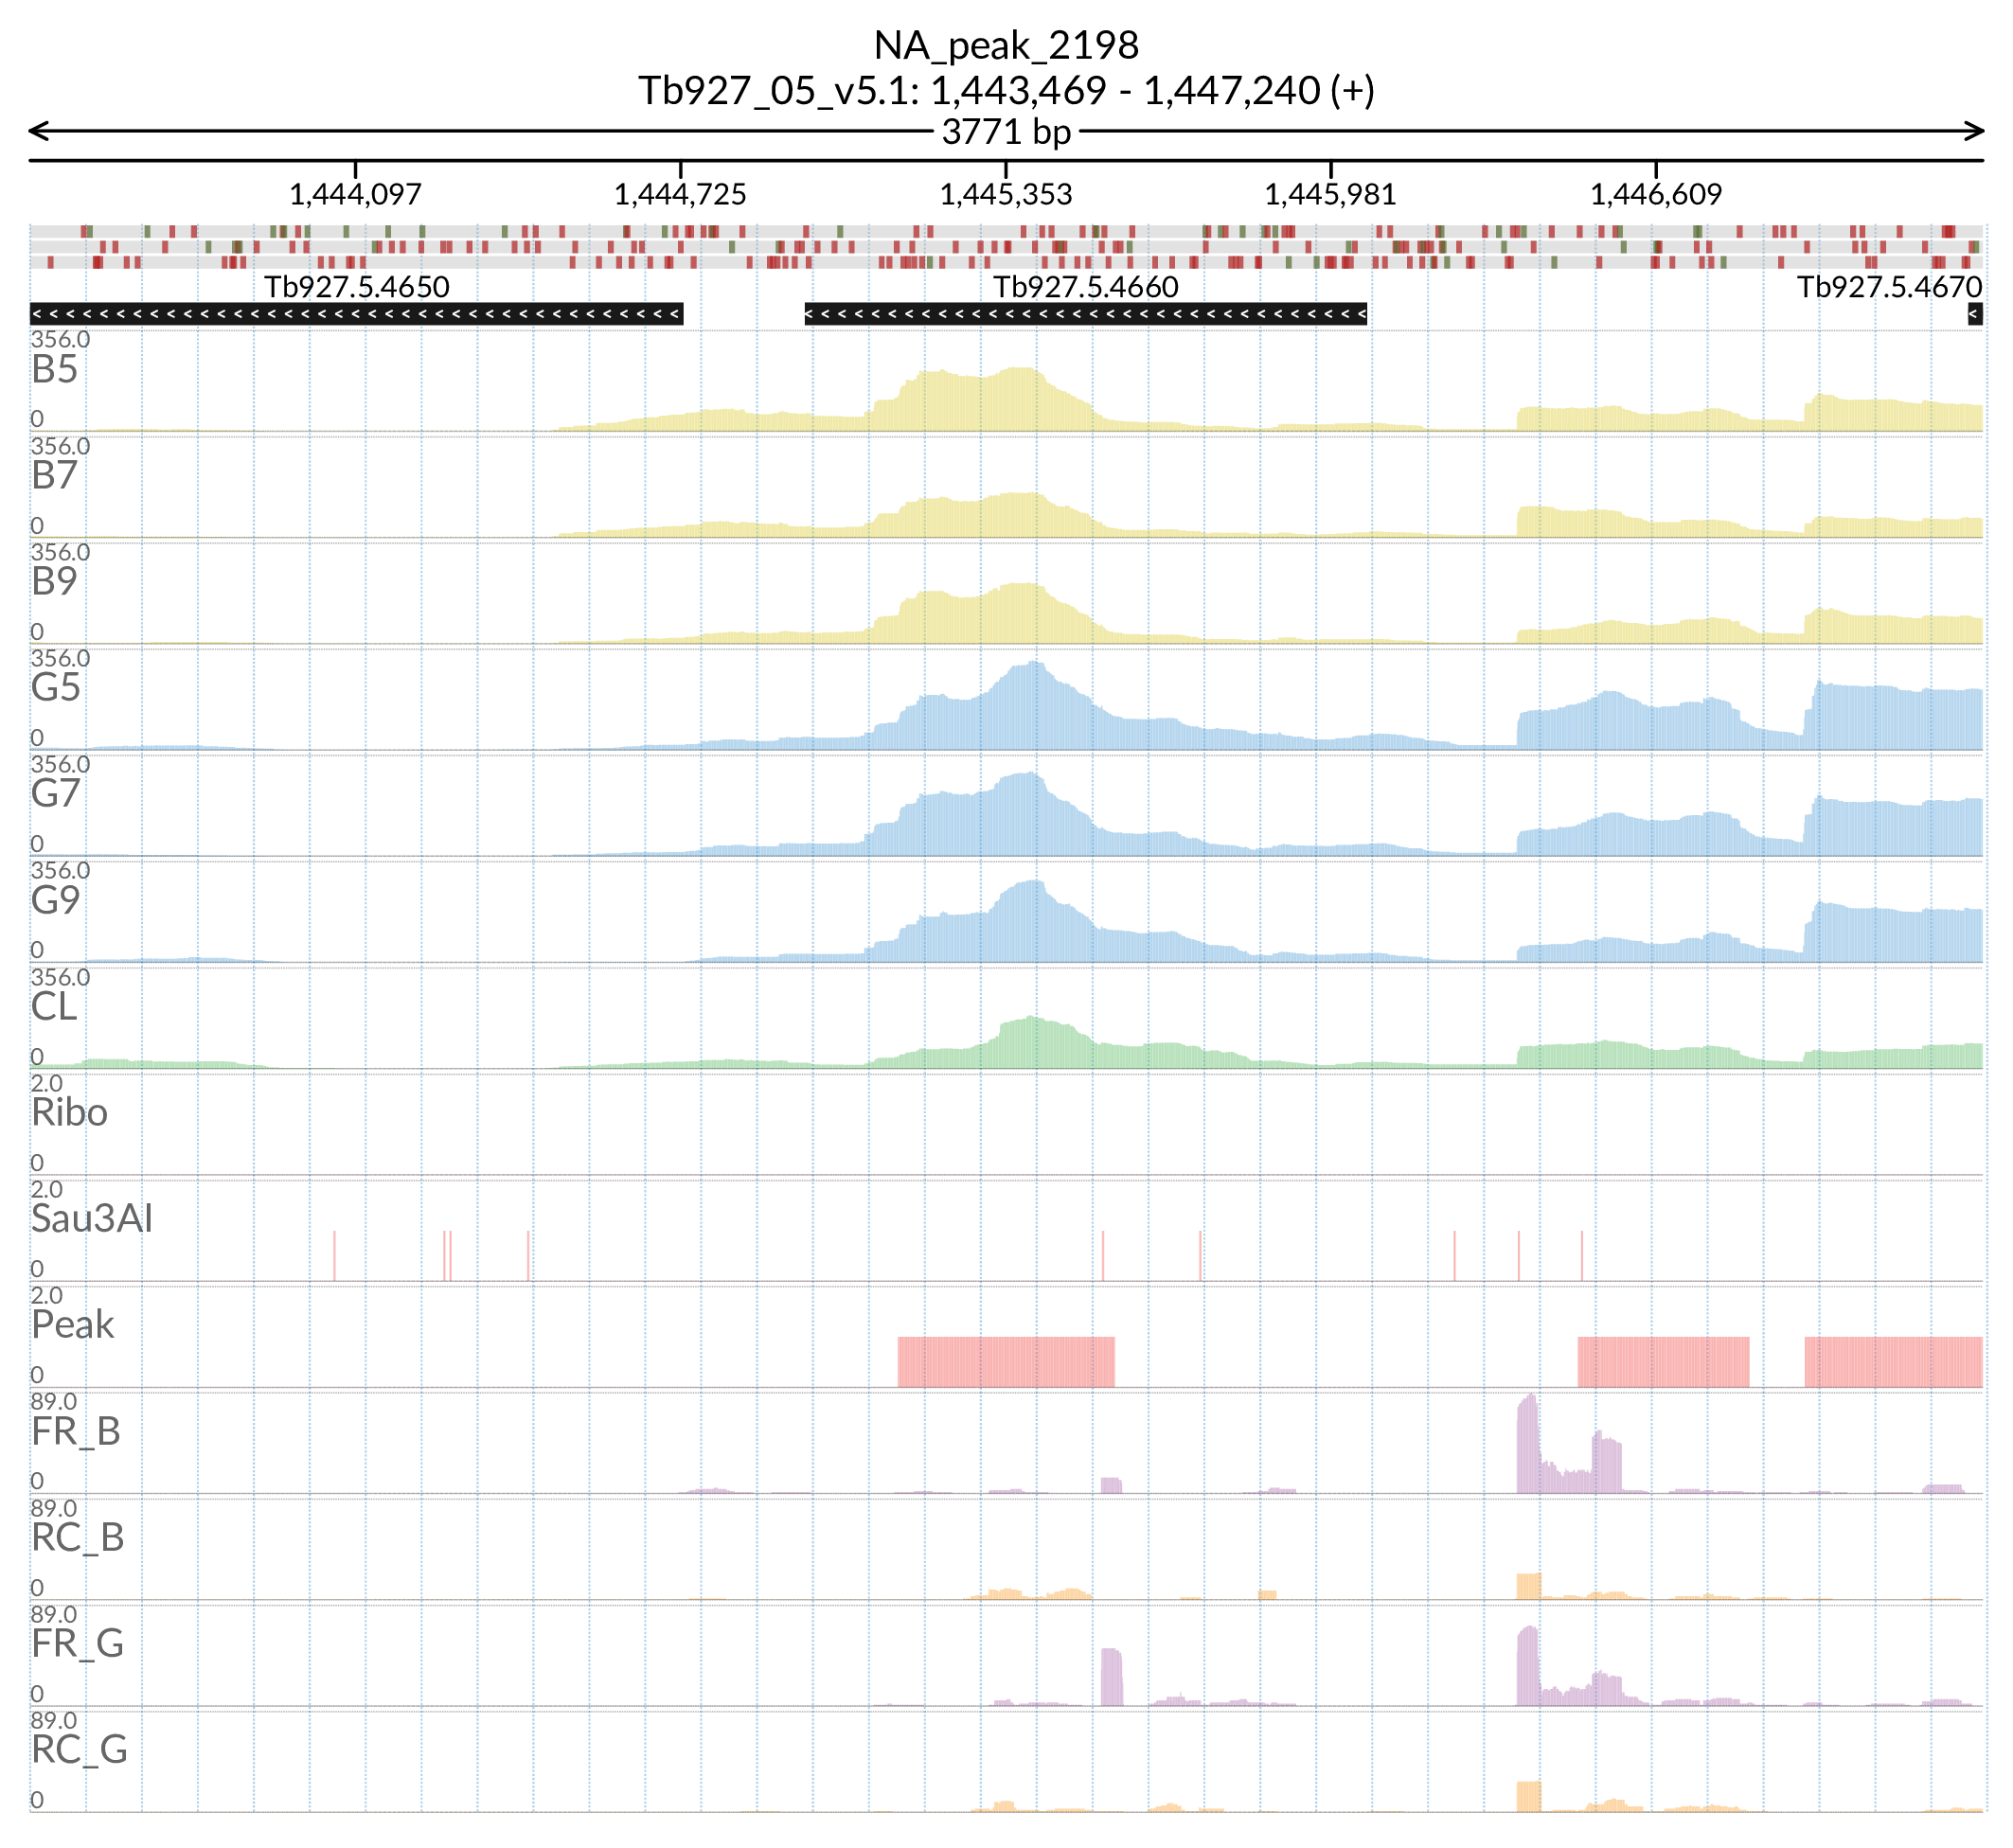 NA_peak_2198
Tb927_05_v5.1: 1,443,469 - 1,447,240 (+)
3771 bp
1,444,097 1,444,725 1,445,353 1,445,981 1,446,609
Tb927.5.4650 Tb927.5.4660 Tb927.5.4670
356.0
B5
0
356.0
B7
0
356.0
B9
0
356.0
G5
0
356.0
G7
0
356.0
G9
0
356.0
CL
0
2.0
Ribo
0
2.0
Sau3AI
0
2.0
Peak
0
89.0
FR_B
0
89.0
RC_B
0
89.0
FR_G
0
89.0
RC_G
0